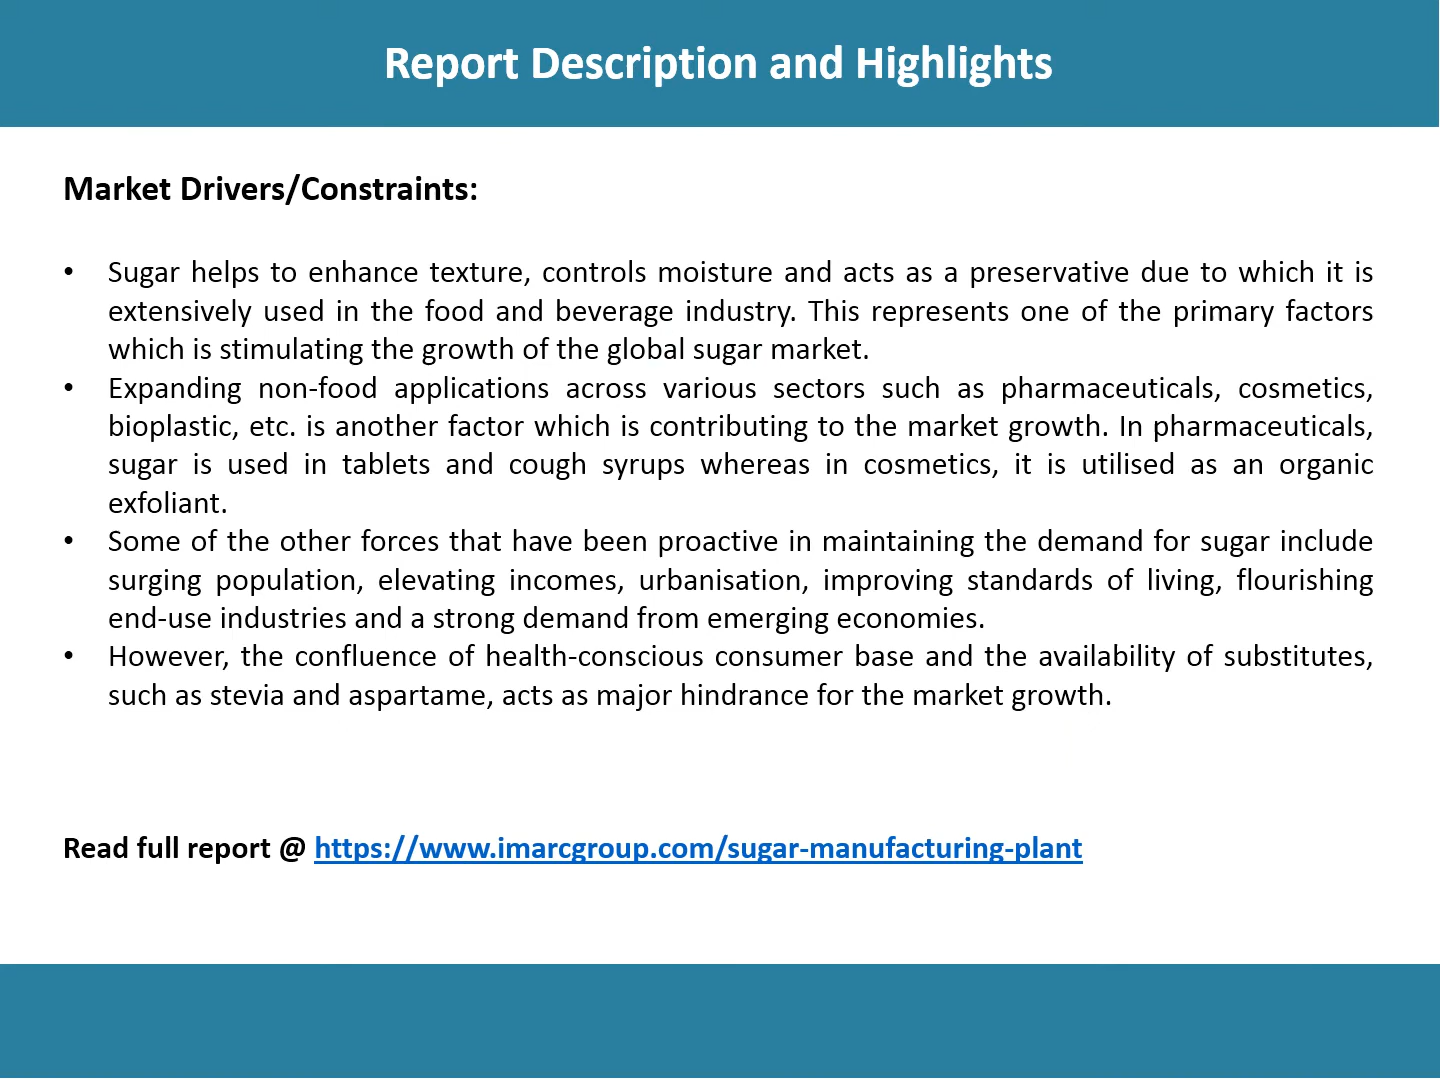 Report Description and Highlights
Market Drivers/Constraints:
• Sugar helps to enhance texture, controls moisture and acts as a preservative due to which it is
extensively used in the food and beverage industry. This represents one of the primary factors
which is stimulating the growth of the global sugar market.
• Expanding non-food applications across various sectors such as pharmaceuticals, cosmetics,
bioplastic, etc. is another factor which is contributing to the market growth. In pharmaceuticals,
sugar is used in tablets and cough syrups whereas in cosmetics, it is utilised as an organic
exfoliant.
• Some of the other forces that have been proactive in maintaining the demand for sugar include
surging population, elevating incomes, urbanisation, improving standards of living, flourishing
end-use industries and a strong demand from emerging economies.
• However, the confluence of health-conscious consumer base and the availability of substitutes,
such as stevia and aspartame, acts as major hindrance for the market growth.
Read full report @ https://www.imarcgroup.com/sugar-manufacturing-plant